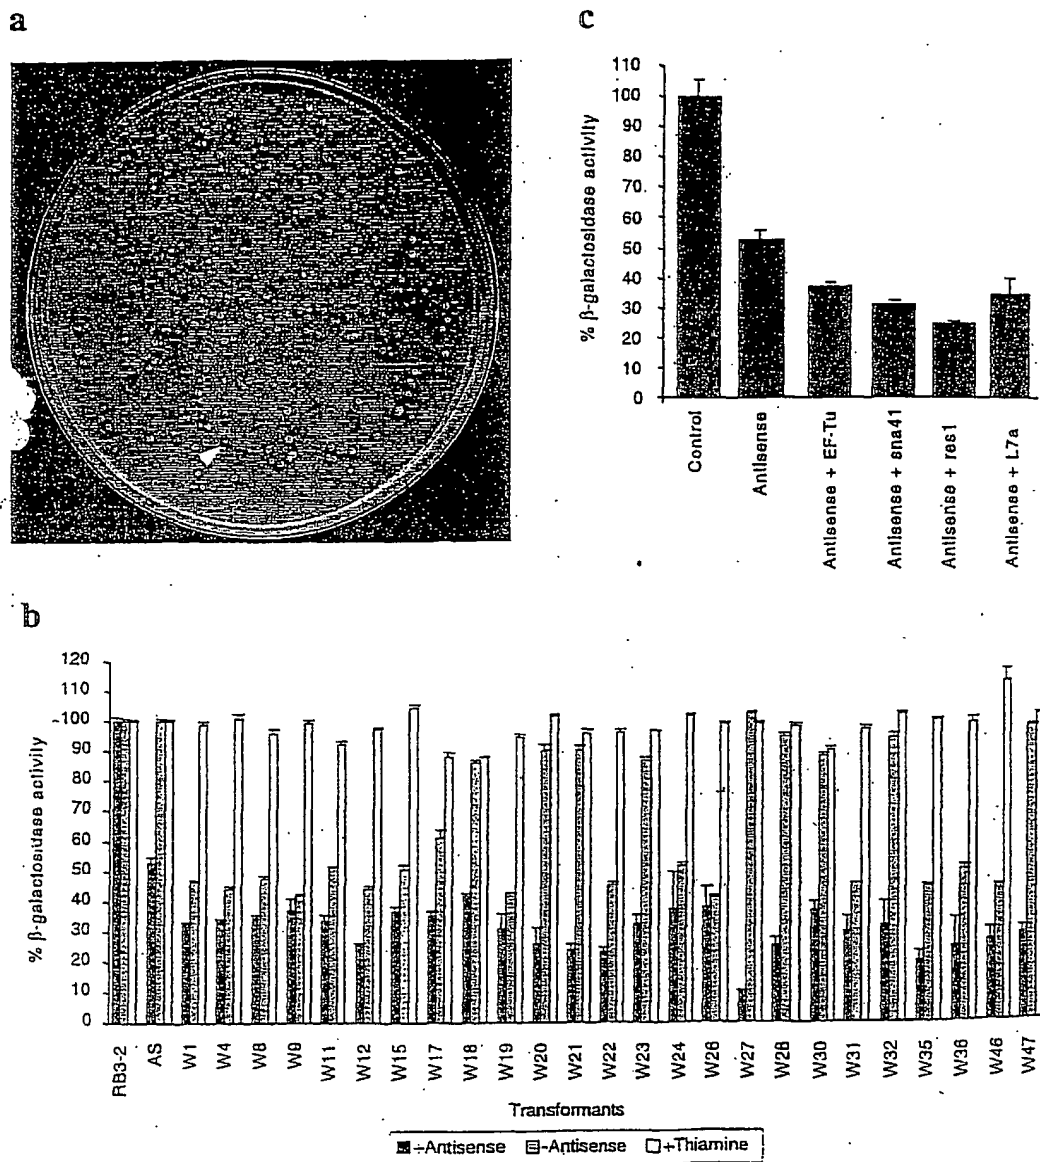 a
c
% β-galactosidase activity
110
100
90
80
70
60
50
40
30
20
10
0
Control
Antisense
Antisense + EF-Tu
Antisense + sna41
Antisense + res1
Antisense + L7a
b
% β-galactosidase activity
120
110
100
90
80
70
60
50
40
30
20
10
0
RB3-2
AS
W1
W4
W8
W9
W11
W12
W15
W17
W18
W19
W20
W21
W22
W23
W24
W26
W27
W28
W30
W31
W32
W35
W36
W46
W47
Transformants
+Antisense -Antisense +Thiamine